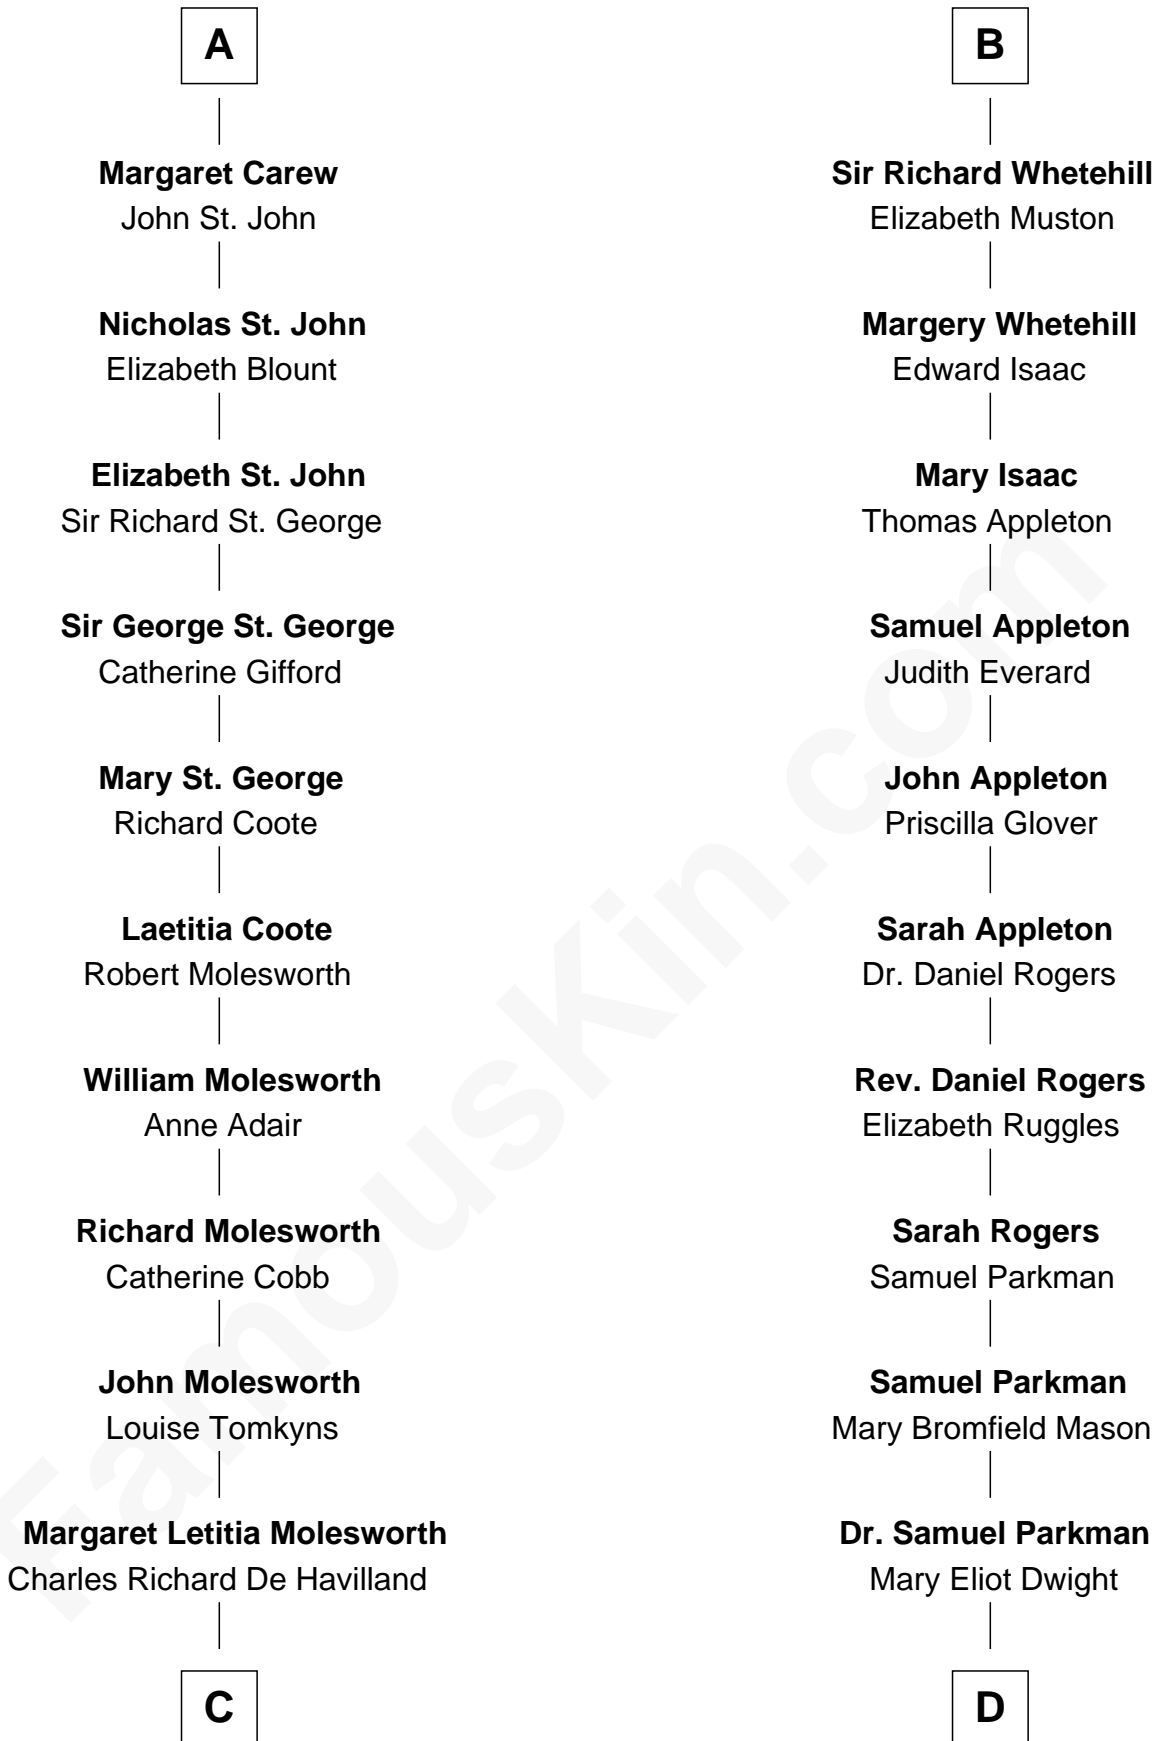 A
Margaret Carew
John St. John
Nicholas St. John
Elizabeth Blount
Elizabeth St. John
Sir Richard St. George
Sir George St. George
Catherine Gifford
Mary St. George
Richard Coote
Laetitia Coote
Robert Molesworth
William Molesworth
Anne Adair
Richard Molesworth
Catherine Cobb
John Molesworth
Louise Tomkyns
Margaret Letitia Molesworth
Charles Richard De Havilland
C
B
Sir Richard Whetehill
Elizabeth Muston
Margery Whetehill
Edward Isaac
Mary Isaac
Thomas Appleton
Samuel Appleton
Judith Everard
John Appleton
Priscilla Glover
Sarah Appleton
Dr. Daniel Rogers
Rev. Daniel Rogers
Elizabeth Ruggles
Sarah Rogers
Samuel Parkman
Samuel Parkman
Mary Bromfield Mason
Dr. Samuel Parkman
Mary Eliot Dwight
D
FamousKin.com